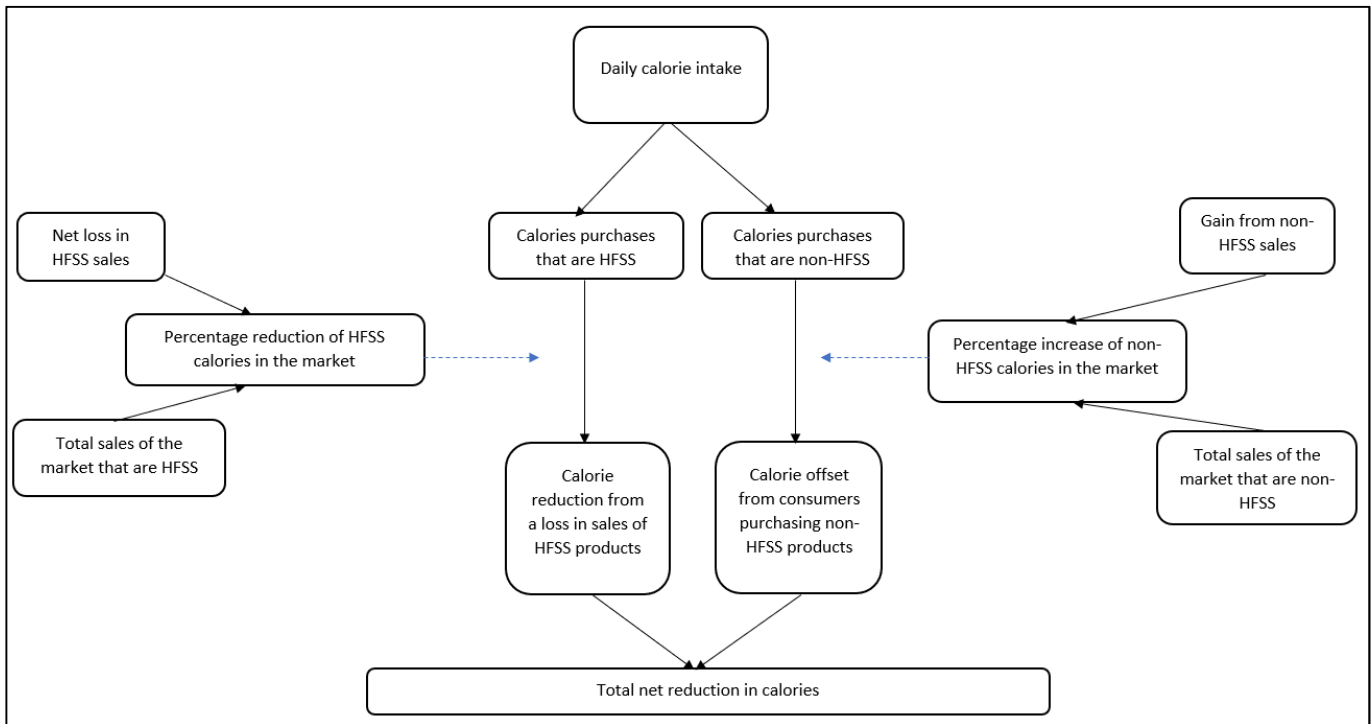 Daily calorie intake
Net loss in
HFSS sales
Calories purchases
that are HFSS
Calories purchases
that are non-HFSS
Gain from non-
HFSS sales
Percentage reduction of HFSS
calories in the market
Percentage increase of non-
HFSS calories in the market
Total sales of the
market that are HFSS
Calorie
reduction from
a loss in sales of
HFSS products
Calorie offset
from consumers
purchasing non-
HFSS products
Total sales of the
market that are non-
HFSS
Total net reduction in calories